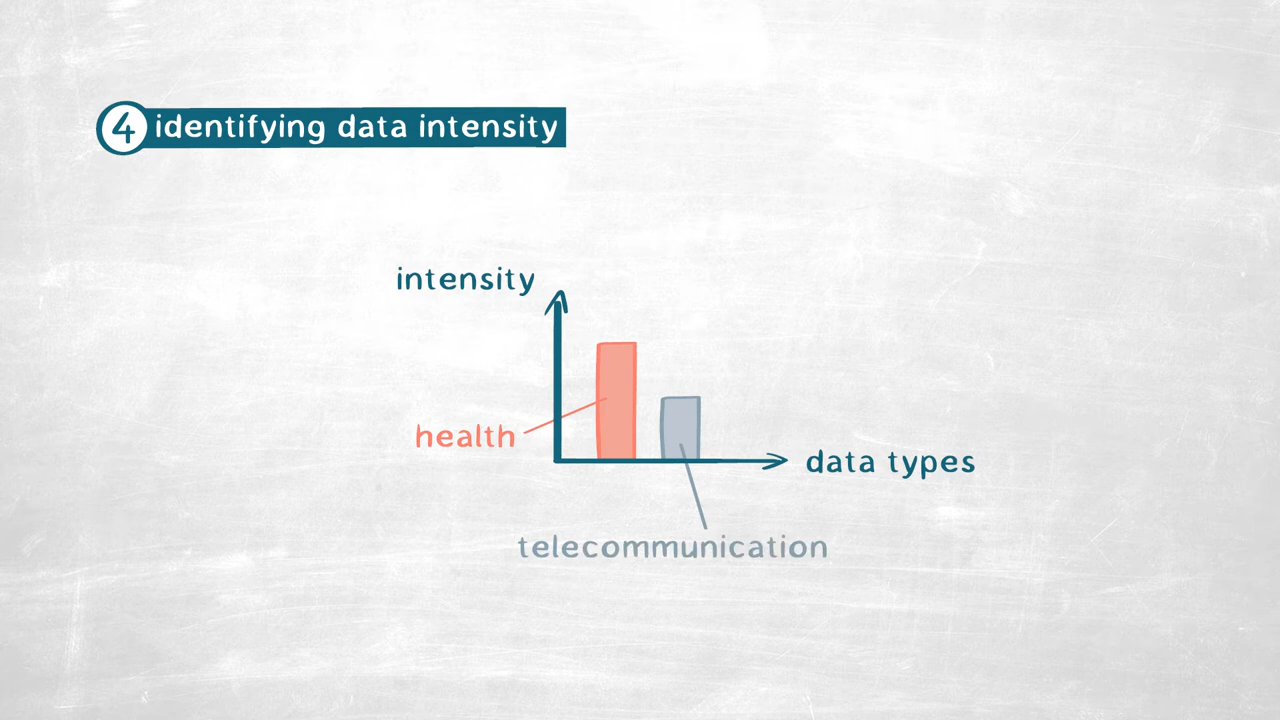 4 identifying data intensity
intensity
health
data types
telecommunication